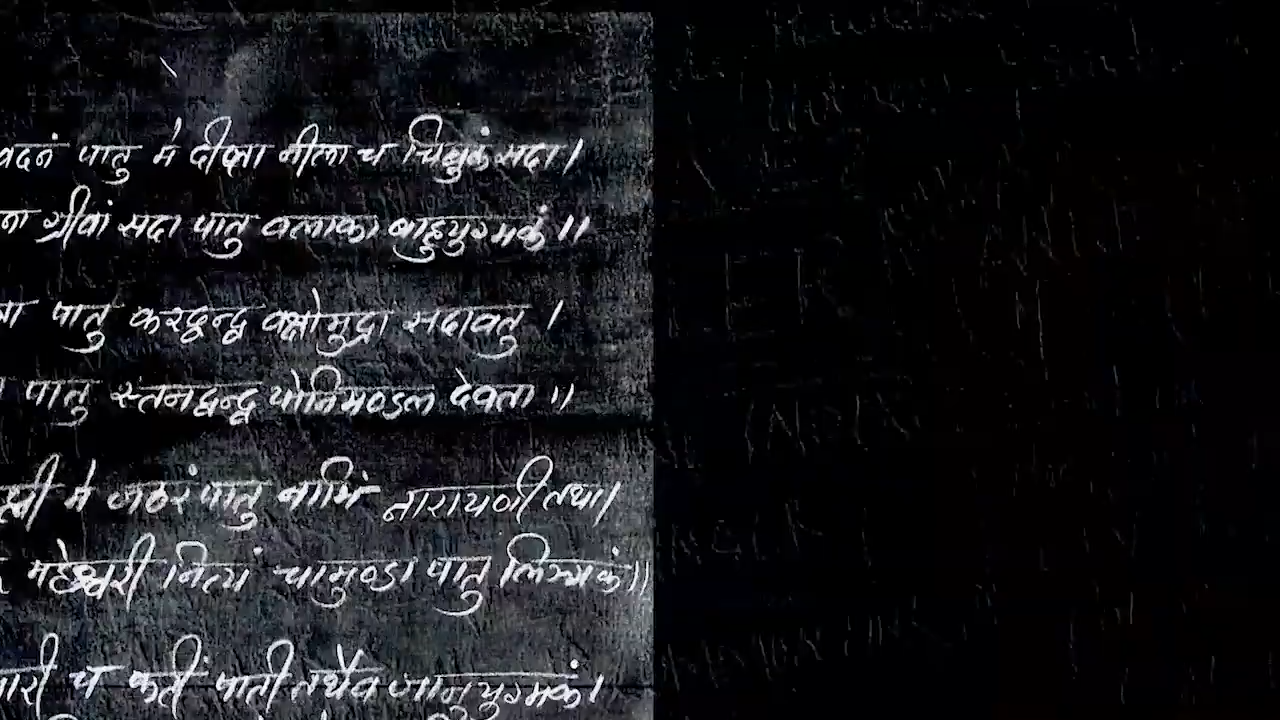 वदनं पातु मे दीप्ता नीला च चिबुकं सदा।
ना ग्रीवां सदा पातु वलाका बाहुयुग्मकं॥
पातु करद्वन्द्व वक्षोमुद्रा सदावतु।
पातु स्तनद्वन्द्व योनिमण्डल देवता॥
मे जठरं पातु नाभिं नारायणी तथा।
महेश्वरी नित्यं चामुण्डा पातु लिङ्गकं॥
च कतीं पाती तथैव जानुयुग्मकं।